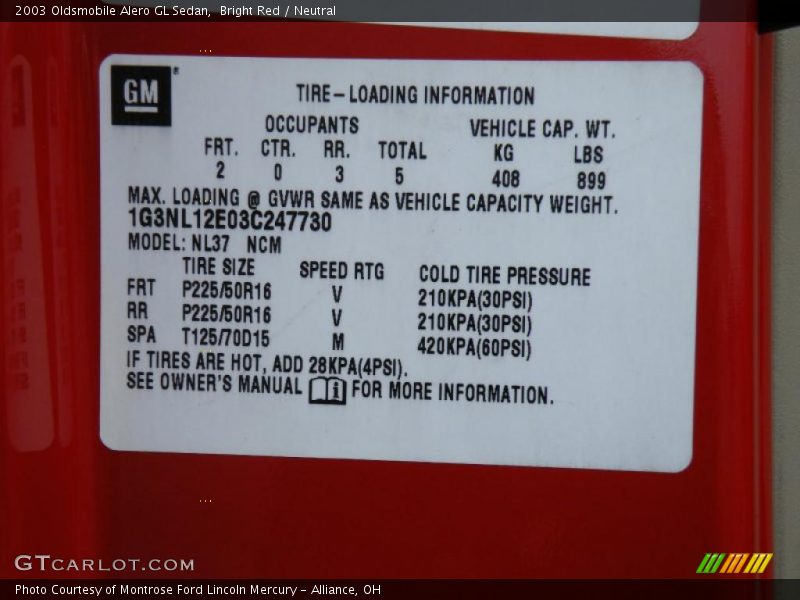 2003 Oldsmobile Alero GL Sedan,  Bright Red / Neutral
GM®
TIRE-LOADING INFORMATION
OCCUPANTS VEHICLE CAP. WT.
FRT. CTR. RR. TOTAL KG LBS
2 0 3 5 408 899
MAX. LOADING @ GVWR SAME AS VEHICLE CAPACITY WEIGHT.
1G3NL12E03C247730
MODEL: NL37 NCM
TIRE SIZE SPEED RTG COLD TIRE PRESSURE
FRT P225/50R16 V 210KPA(30PSI)
RR P225/50R16 V 210KPA(30PSI)
SPA T125/70D15 M 420KPA(60PSI)
IF TIRES ARE HOT, ADD 28KPA(4PSI).
SEE OWNER'S MANUAL i FOR MORE INFORMATION.
GTCARLOT.COM
Photo Courtesy of Montrose Ford Lincoln Mercury - Alliance, OH